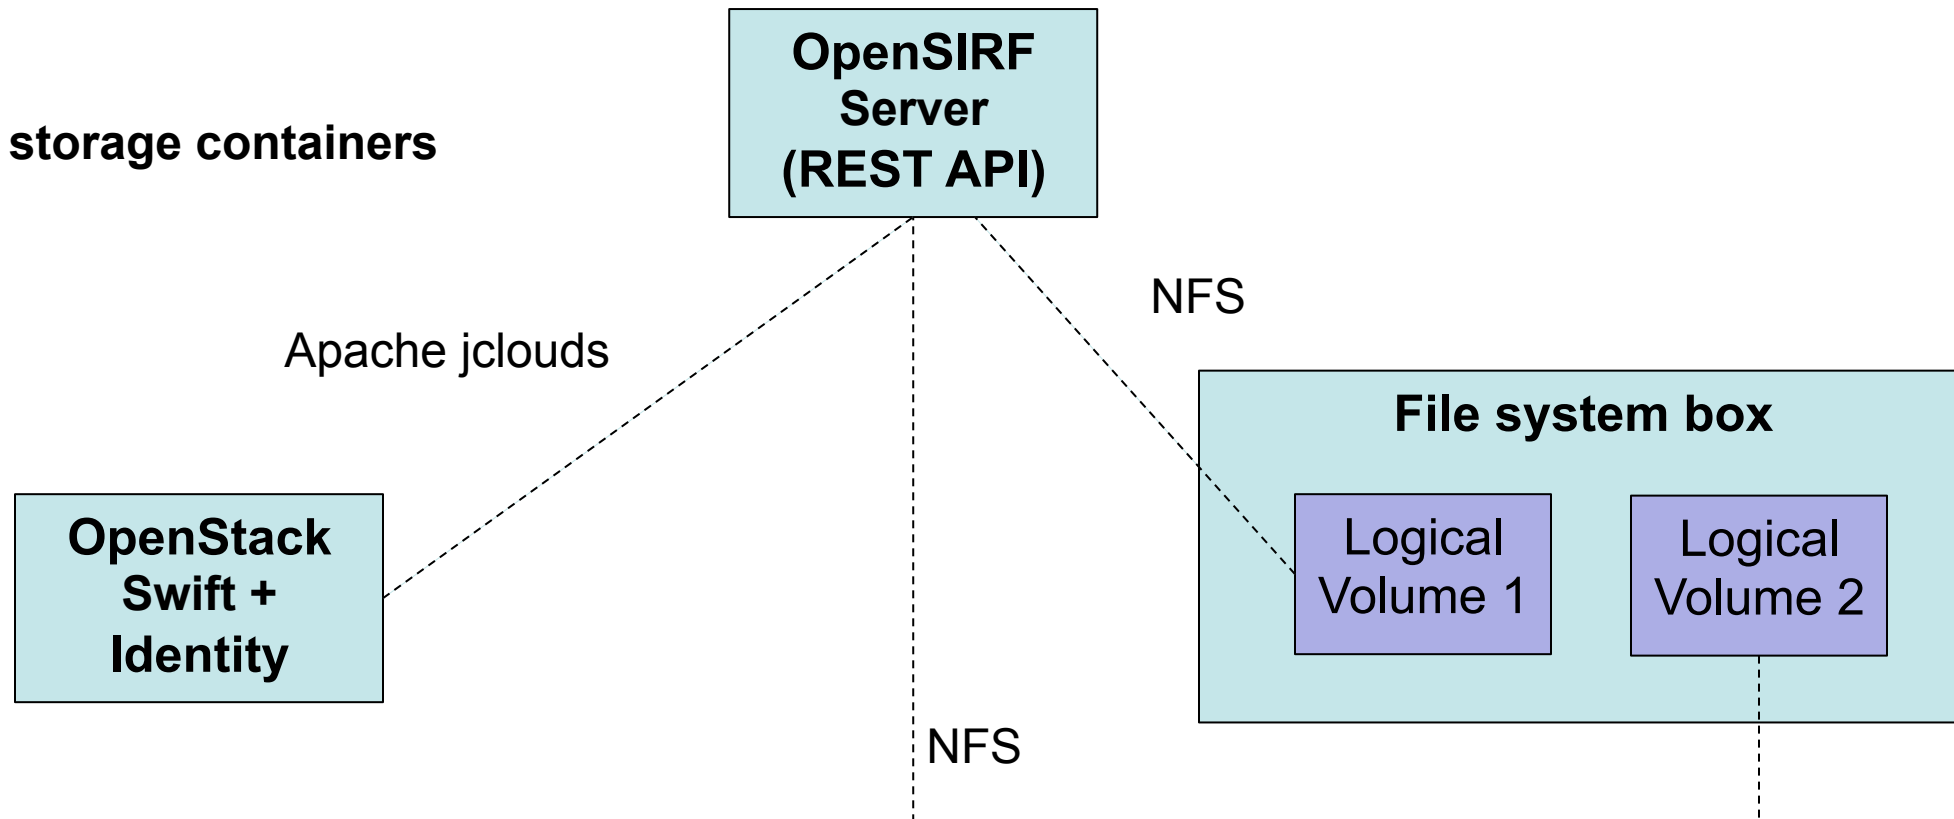 OpenSIRF
Server
(REST API)
storage containers
NFS
Apache jclouds
File system box
OpenStack
Swift +
Identity
Logical
Volume 1
Logical
Volume 2
NFS